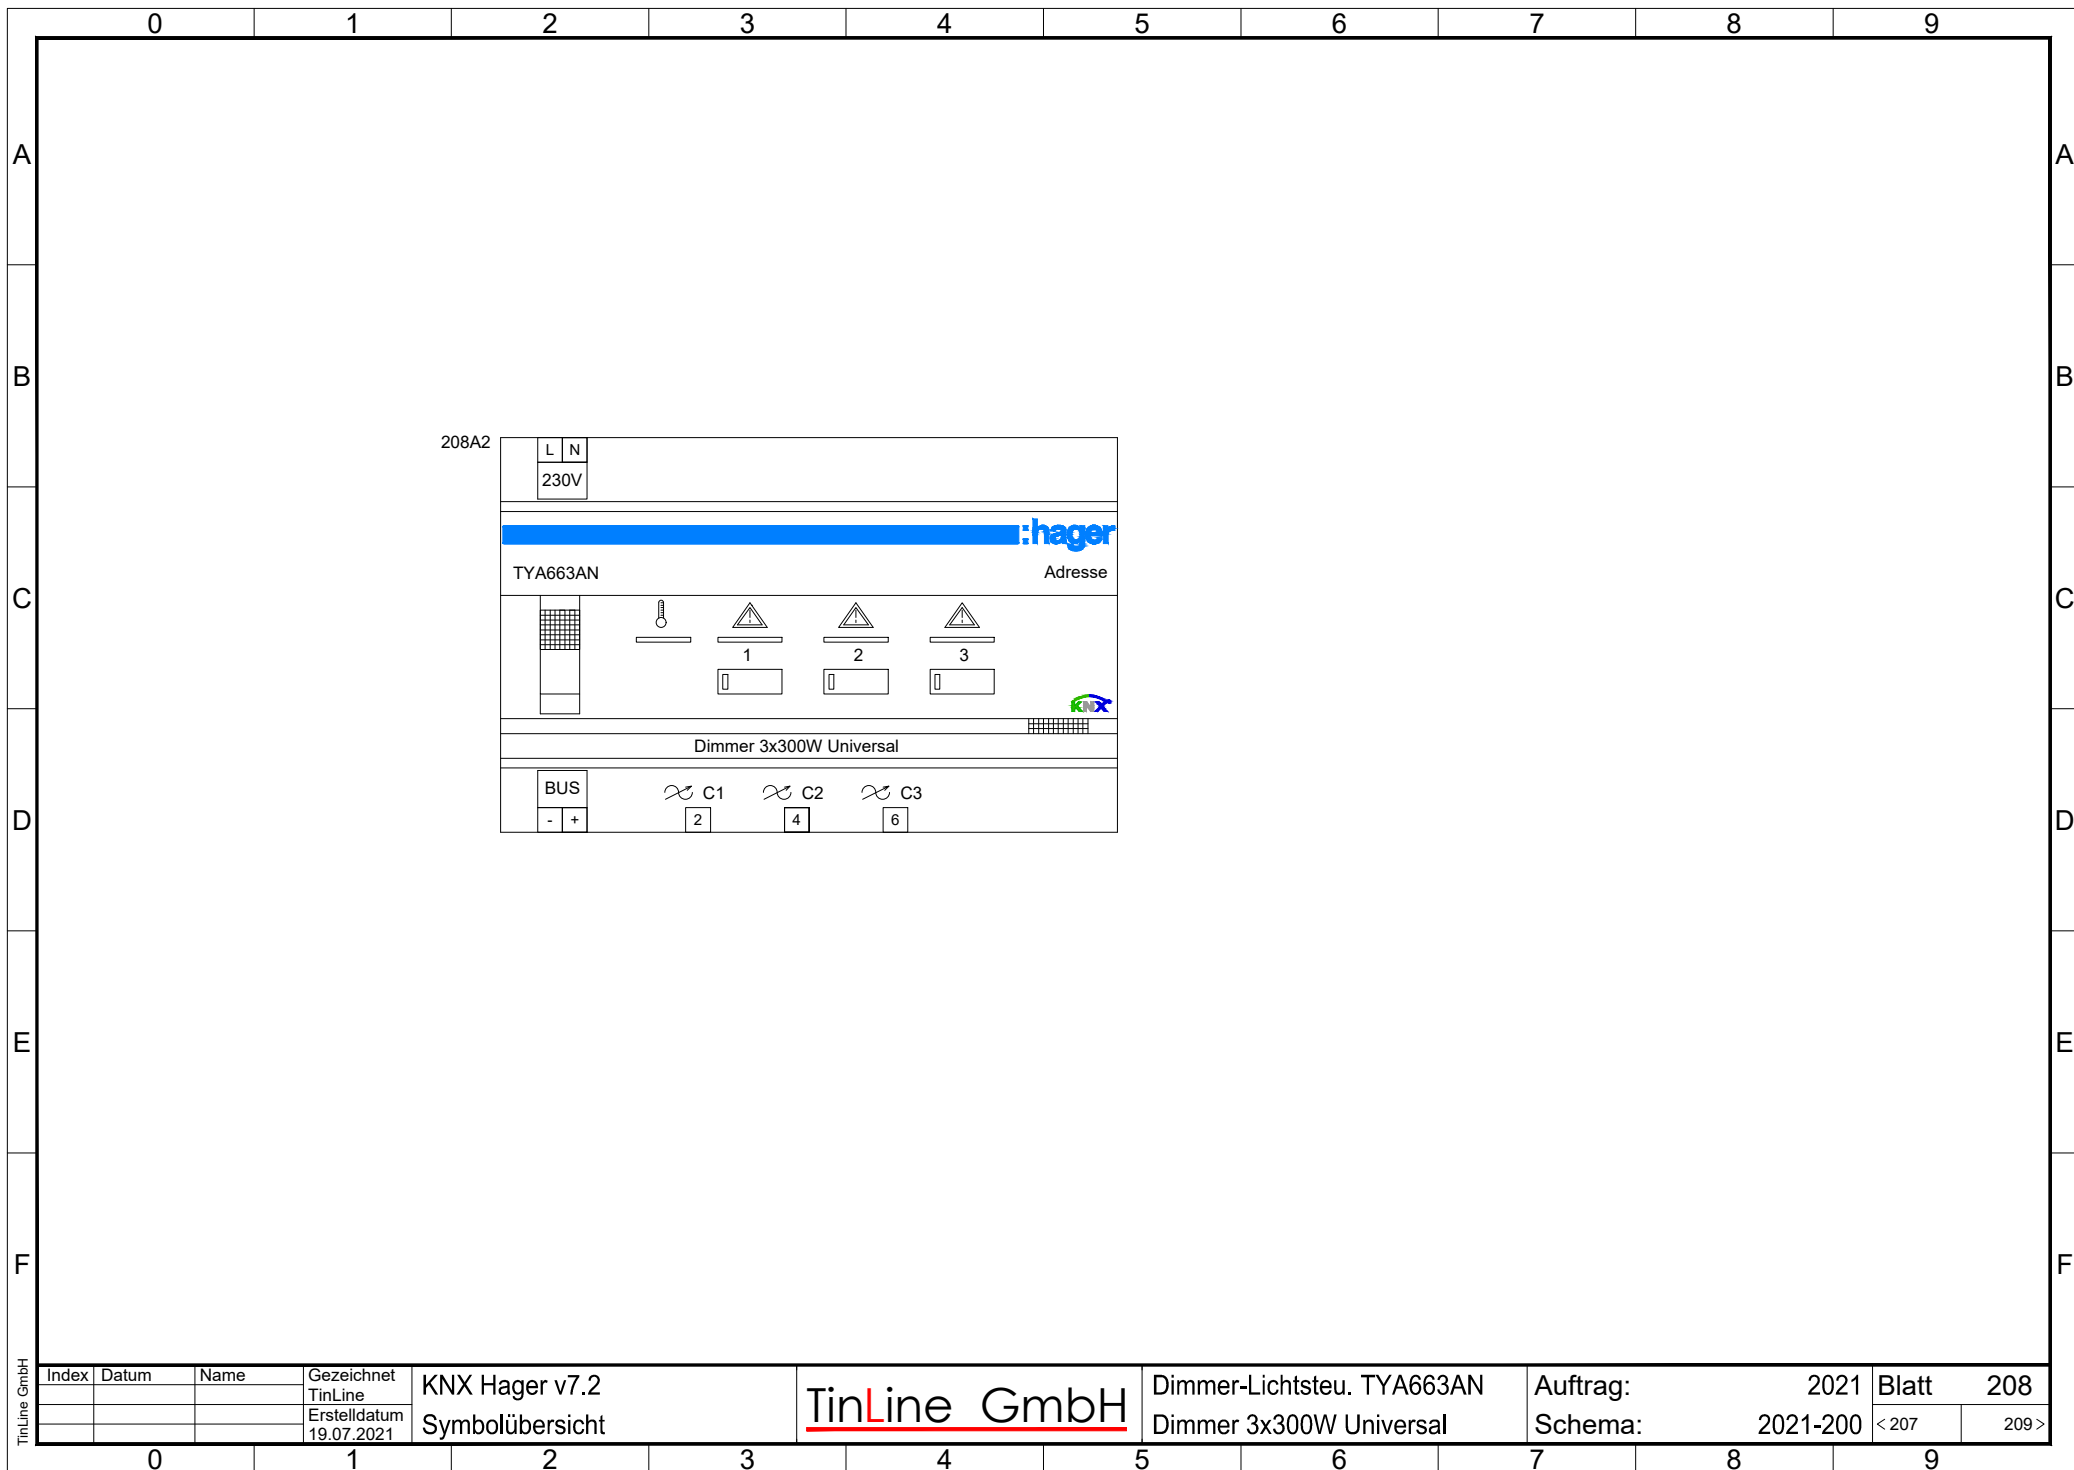 0 1 2 3 4 5 6 7 8 9
A A
B B
208A2
L N
230V
:hager
TYA663AN Adresse
C C
1 2 3
KNX
Dimmer 3x300W Universal
BUS C1 C2 C3
- + 2 4 6
D D
E E
F F
TinLine GmbH
Index Datum Name Gezeichnet
TinLine
Erstelldatum
19.07.2021
KNX Hager v7.2
Symbolübersicht
TinLine GmbH
Dimmer-Lichtsteu. TYA663AN
Dimmer 3x300W Universal
Auftrag: 2021
Schema: 2021-200
Blatt 208
< 207 209 >
0 1 2 3 4 5 6 7 8 9